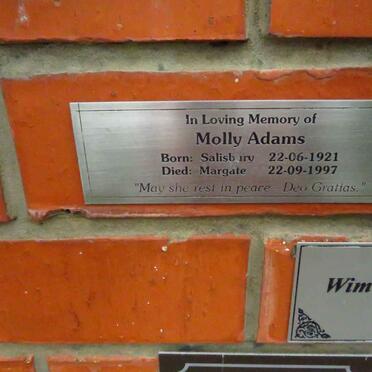 In Loving Memory of
Molly Adams
Born: Salisbury 22-06-1921
Died: Margate 22-09-1997
"May she rest in peace Deo Gratias."
Wim